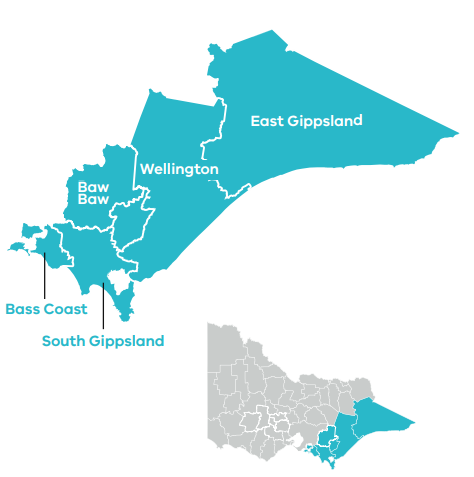 East Gippsland
Wellington
Baw
Baw
Bass Coast
South Gippsland